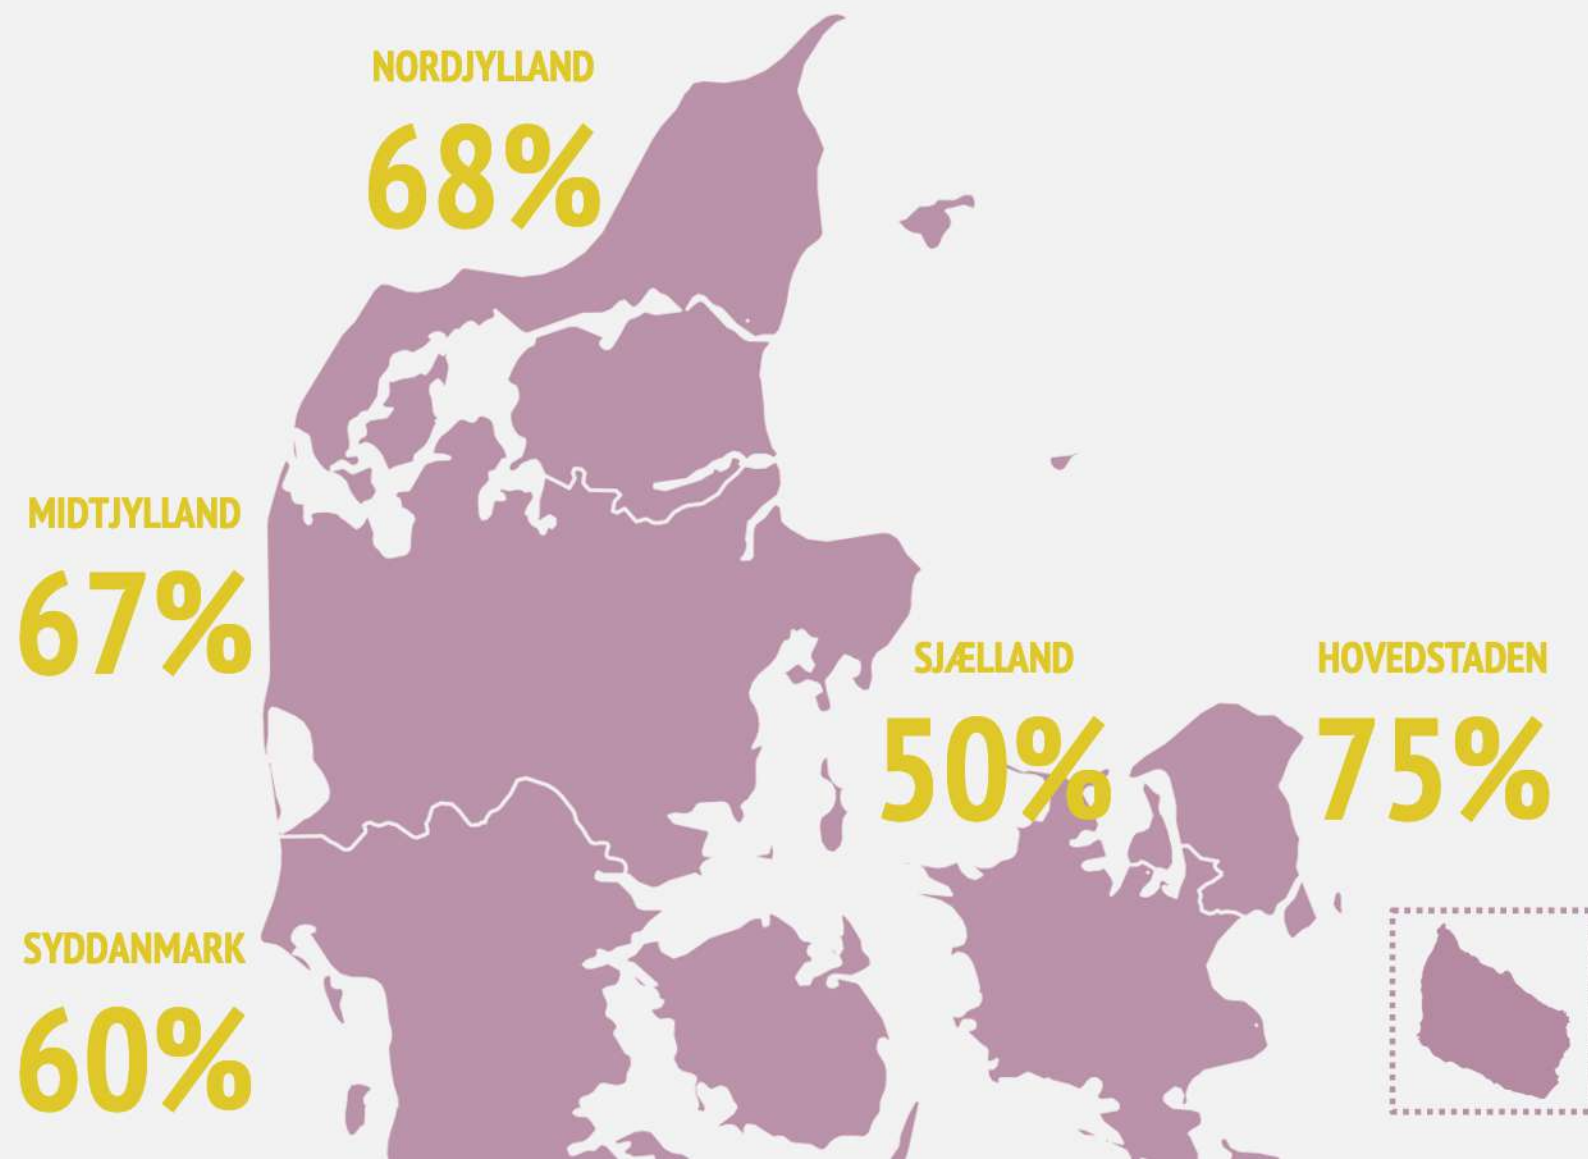 NORDJYLLAND
68%
MIDTJYLLAND
67%
SJÆLLAND
50%
HOVEDSTADEN
75%
SYDDANMARK
60%